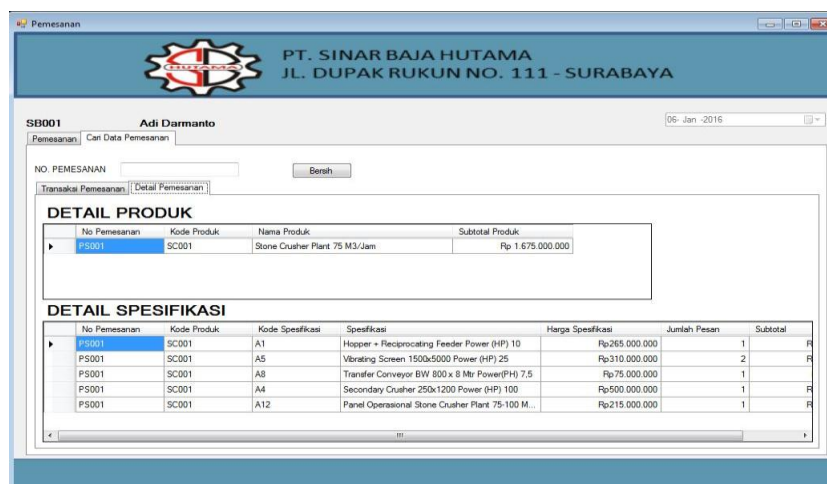 Pemesanan
HUTAMA
PT. SINAR BAJA HUTAMA
JL. DUPAK RUKUN NO. 111 - SURABAYA
SB001 Adi Darmanto 06- Jan -2016
Pemesanan Cari Data Pemesanan
NO. PEMESANAN Bersih
Transaksi Pemesanan Detail Pemesanan
DETAIL PRODUK
No Pemesanan Kode Produk Nama Produk Subtotal Produk
PS001 SC001 Stone Crusher Plant 75 M3/Jam Rp 1.675.000.000
DETAIL SPESIFIKASI
No Pemesanan Kode Produk Kode Spesifikasi Spesifikasi Harga Spesifikasi Jumlah Pesan Subtotal
PS001 SC001 A1 Hopper + Reciprocating Feeder Power (HP) 10 Rp265.000.000 1 R
PS001 SC001 A5 Vibrating Screen 1500x5000 Power (HP) 25 Rp310.000.000 2 R
PS001 SC001 A8 Transfer Conveyor BW 800 x 8 Mtr Power(PH) 7,5 Rp75.000.000 1
PS001 SC001 A4 Secondary Crusher 250x1200 Power (HP) 100 Rp500.000.000 1 R
PS001 SC001 A12 Panel Operasional Stone Crusher Plant 75-100 M... Rp215.000.000 1 R